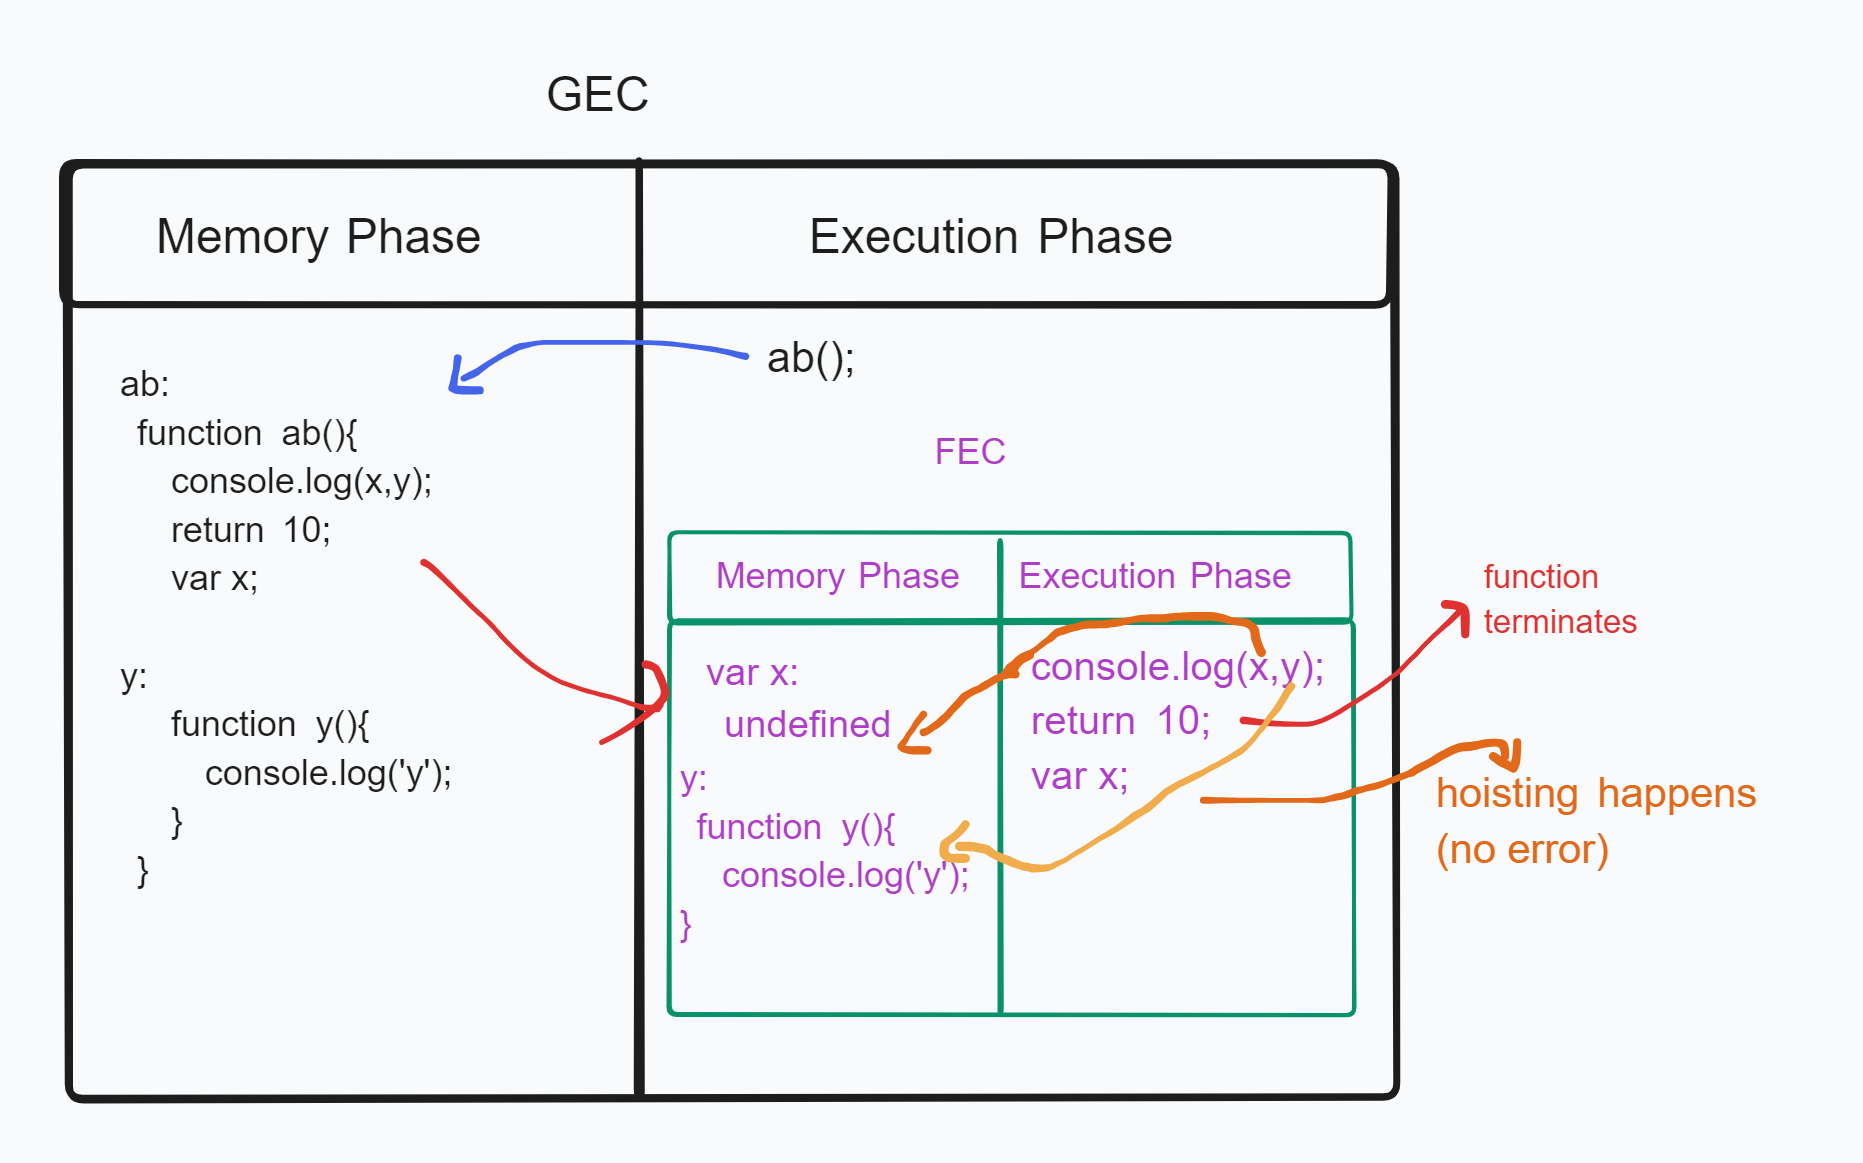 GEC
Memory Phase
Execution Phase
ab:
function ab(){
console.log(x,y);
return 10;
var x;
y:
function y(){
console.log('y');
}
}
ab();
FEC
Memory Phase
Execution Phase
var x:
undefined
y:
function y(){
console.log('y');
}
console.log(x,y);
return 10;
var x;
function
terminates
hoisting happens
(no error)